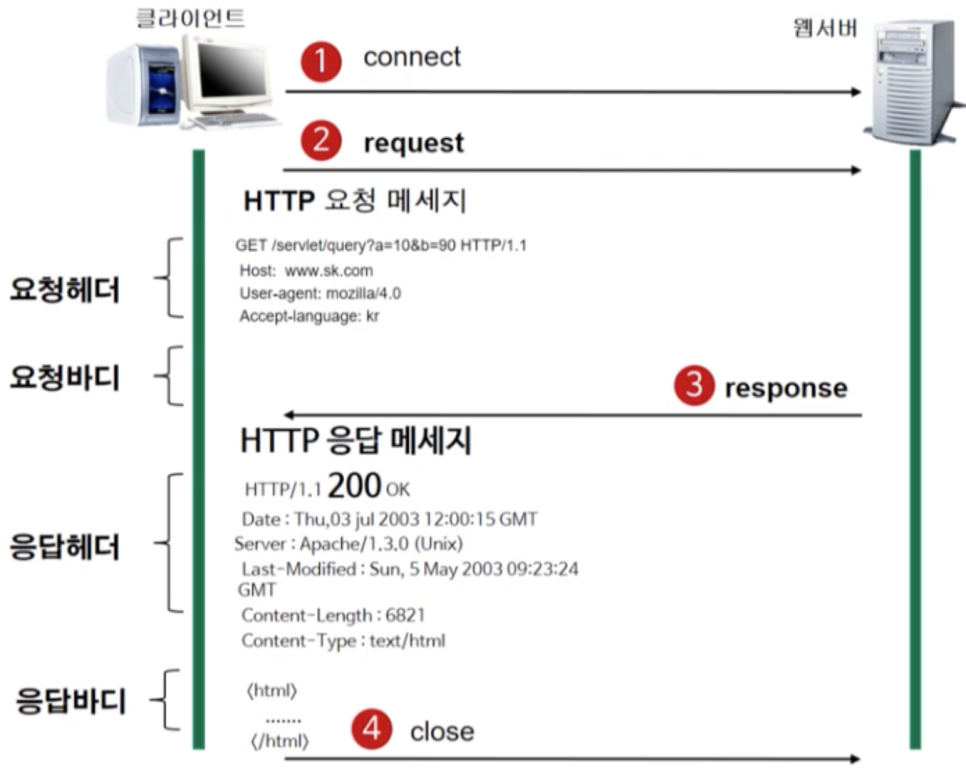 클라이언트
웹서버
1 connect
2 request
HTTP 요청 메세지
요청헤더
GET /servlet/query?a=10&b=90 HTTP/1.1
Host: www.sk.com
User-agent: mozilla/4.0
Accept-language: kr
요청바디
3 response
HTTP 응답 메세지
응답헤더
HTTP/1.1 200 OK
Date : Thu,03 jul 2003 12:00:15 GMT
Server : Apache/1.3.0 (Unix)
Last-Modified : Sun, 5 May 2003 09:23:24
GMT
Content-Length : 6821
Content-Type : text/html
응답바디
<html>
.......
</html>
4 close